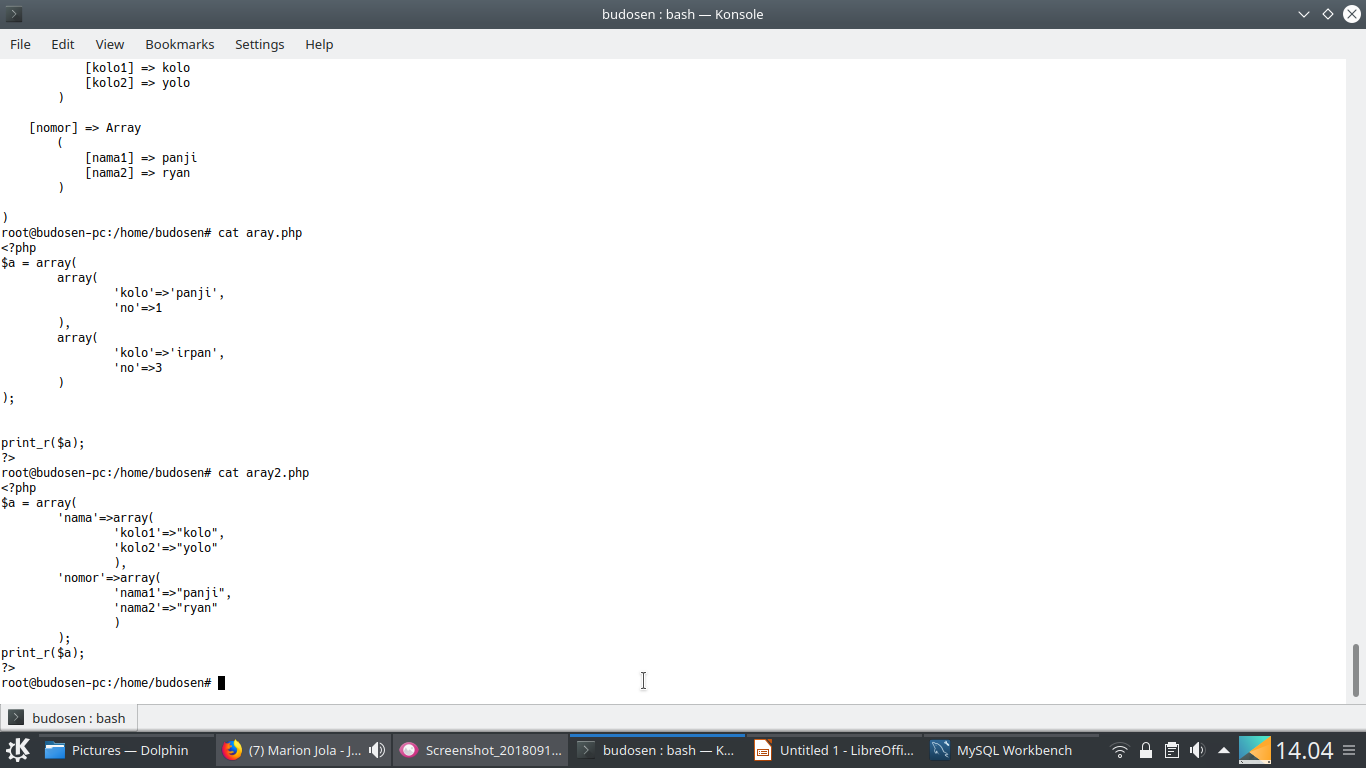 budosen : bash — Konsole
File Edit View Bookmarks Settings Help
            [kolo1] => kolo
            [kolo2] => yolo
        )
    [nomor] => Array
        (
            [nama1] => panji
            [nama2] => ryan
        )
)
root@budosen-pc:/home/budosen# cat aray.php
<?php
$a = array(
        array(
                'kolo'=>'panji',
                'no'=>1
        ),
        array(
                'kolo'=>'irpan',
                'no'=>3
        )
);
print_r($a);
?>
root@budosen-pc:/home/budosen# cat aray2.php
<?php
$a = array(
        'nama'=>array(
                'kolo1'=>"kolo",
                'kolo2'=>"yolo"
                ),
        'nomor'=>array(
                'nama1'=>"panji",
                'nama2'=>"ryan"
                )
        );
print_r($a);
?>
root@budosen-pc:/home/budosen#
budosen : bash
Pictures — Dolphin (7) Marion Jola - J... Screenshot_2018091... budosen : bash — K... Untitled 1 - LibreOffi... MySQL Workbench 14.04